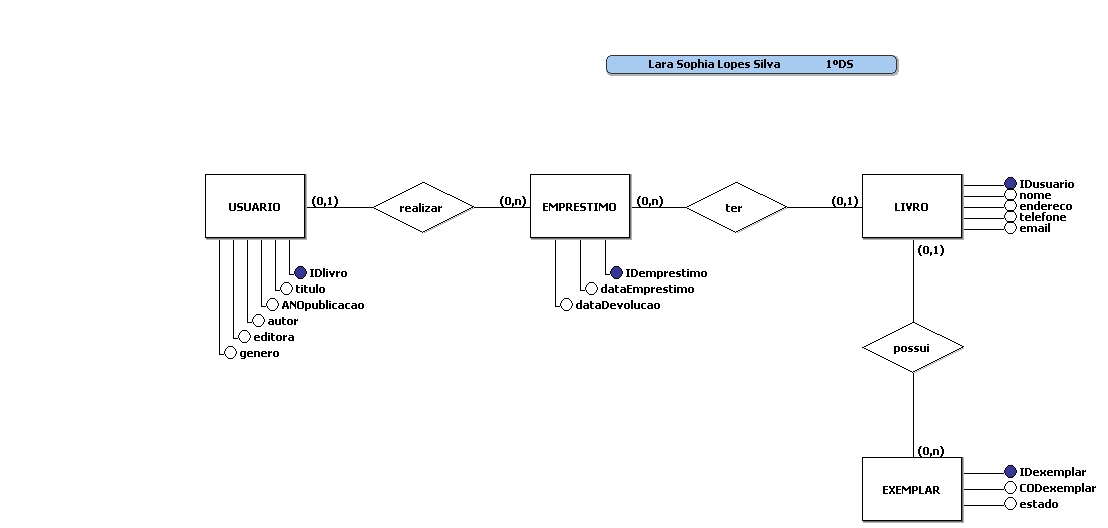 Lara Sophia Lopes Silva 1ºDS
USUARIO
(0,1)
realizar
(0,n)
EMPRESTIMO
(0,n)
ter
(0,1)
LIVRO
IDusuario
nome
endereco
telefone
email
IDlivro
titulo
ANOpublicacao
autor
editora
genero
IDemprestimo
dataEmprestimo
dataDevolucao
(0,1)
possui
(0,n)
EXEMPLAR
IDexemplar
CODexemplar
estado